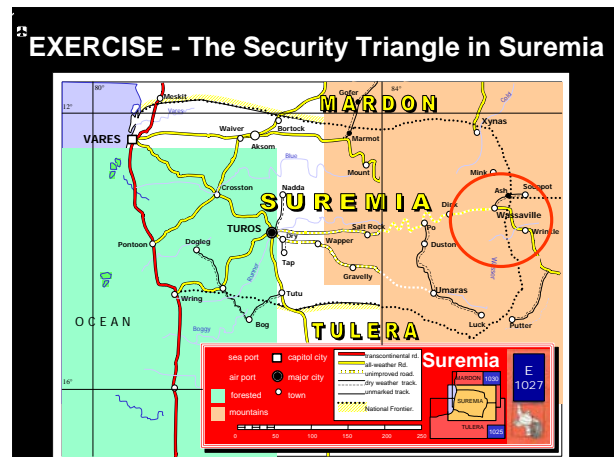 EXERCISE - The Security Triangle in Suremia
80°
84°
Gofer
Cold
Meskit
MARDON
12°
Vares
Xynas
VARES
Waiver
Bortock
Aksom
Marmot
Blue
Mount
Mink
Crosston
Nadda
Ash
SUREMIA
Dirk
Wassaville
TUROS
Salt Rock
Po
Dry
Wapper
Duston
Pontoon
Dogleg
Tap
Gravelly
Runner
Umaras
Wring
Tutu
OCEAN
Boggy
Bog
TULERA
Luck
Putter
sea port
capitol city
transcontinental rd.
all-weather Rd.
unimproved road.
air port
major city
dry weather track.
unmarked track.
forested
town
mountains
National Frontier.
0 50 100 150 200 250
Suremia
MARDON 1030
SUREMIA
TULERA 1025
E
1027
16°